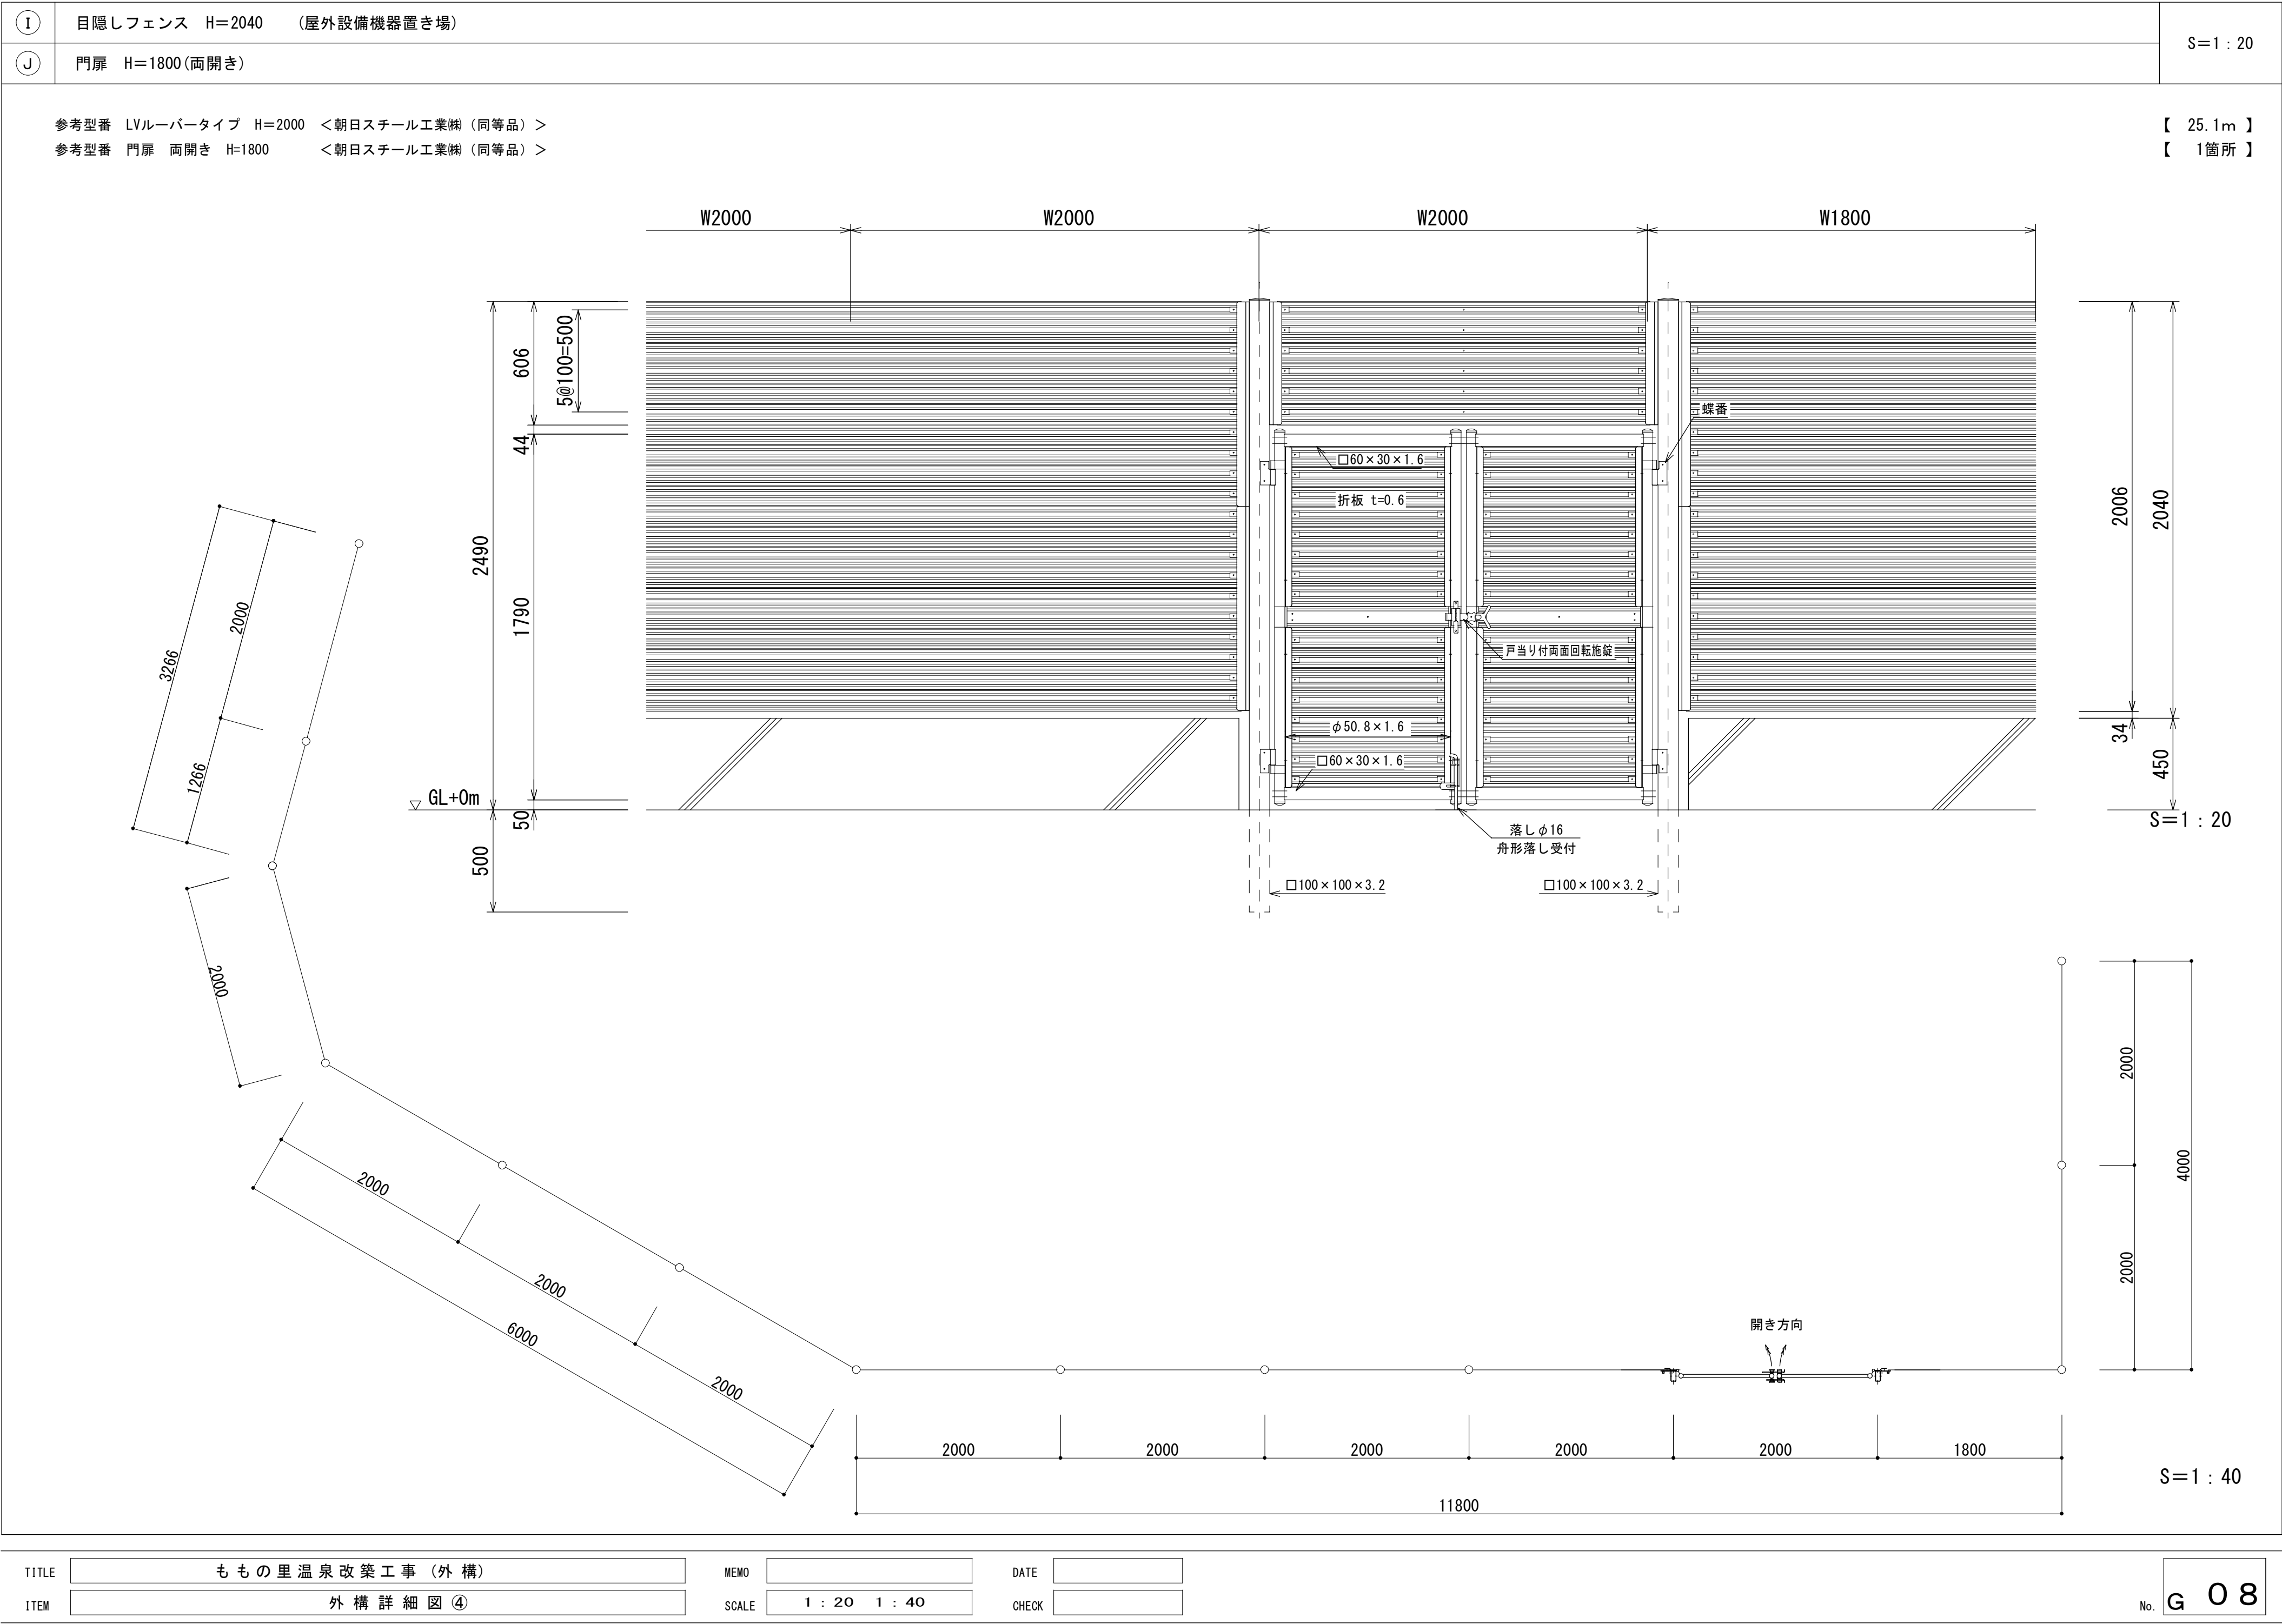 I 目隠しフェンス H=2040 (屋外設備機器置き場)
J 門扉 H=1800(両開き)
S=1:20
参考型番 LVルーバータイプ H=2000 <朝日スチール工業㈱(同等品)>
参考型番 門扉 両開き H=1800 <朝日スチール工業㈱(同等品)>
【 25.1m 】
【 1箇所 】
W2000
W2000
W2000
W1800
606
5@100=500
44
2490
1790
50
500
GL+0m
蝶番
□60×30×1.6
折板 t=0.6
戸当り付両面回転施錠
φ50.8×1.6
□60×30×1.6
落しφ16
舟形落し受付
□100×100×3.2
□100×100×3.2
2006
2040
34
450
S=1:20
3266
2000
1266
2000
2000
2000
2000
6000
開き方向
2000
2000
4000
2000
2000
2000
2000
2000
1800
11800
S=1:40
TITLE ももの里温泉改築工事(外構)
ITEM 外構詳細図④
MEMO
SCALE 1:20 1:40
DATE
CHECK
No. G 08